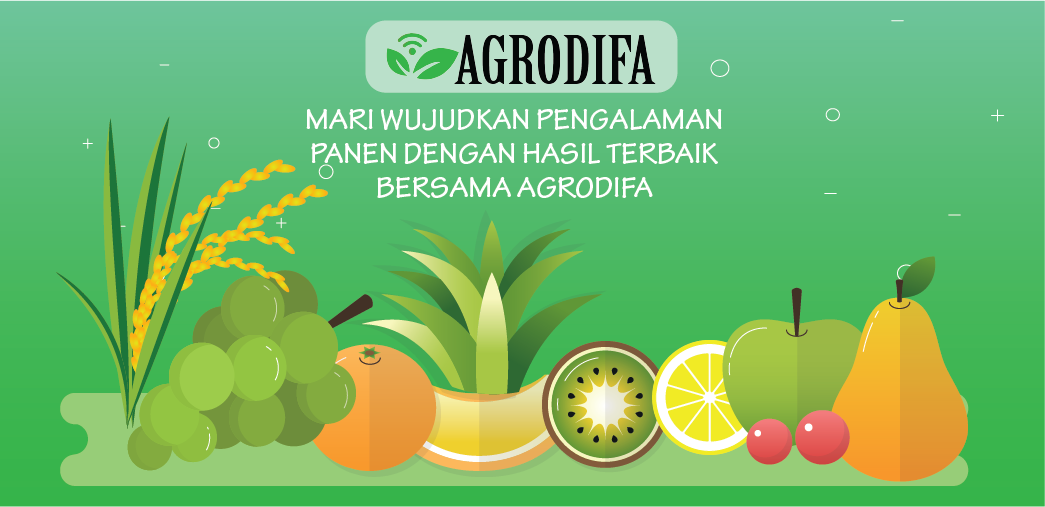 AGRODIFA
MARI WUJUDKAN PENGALAMAN
PANEN DENGAN HASIL TERBAIK
BERSAMA AGRODIFA